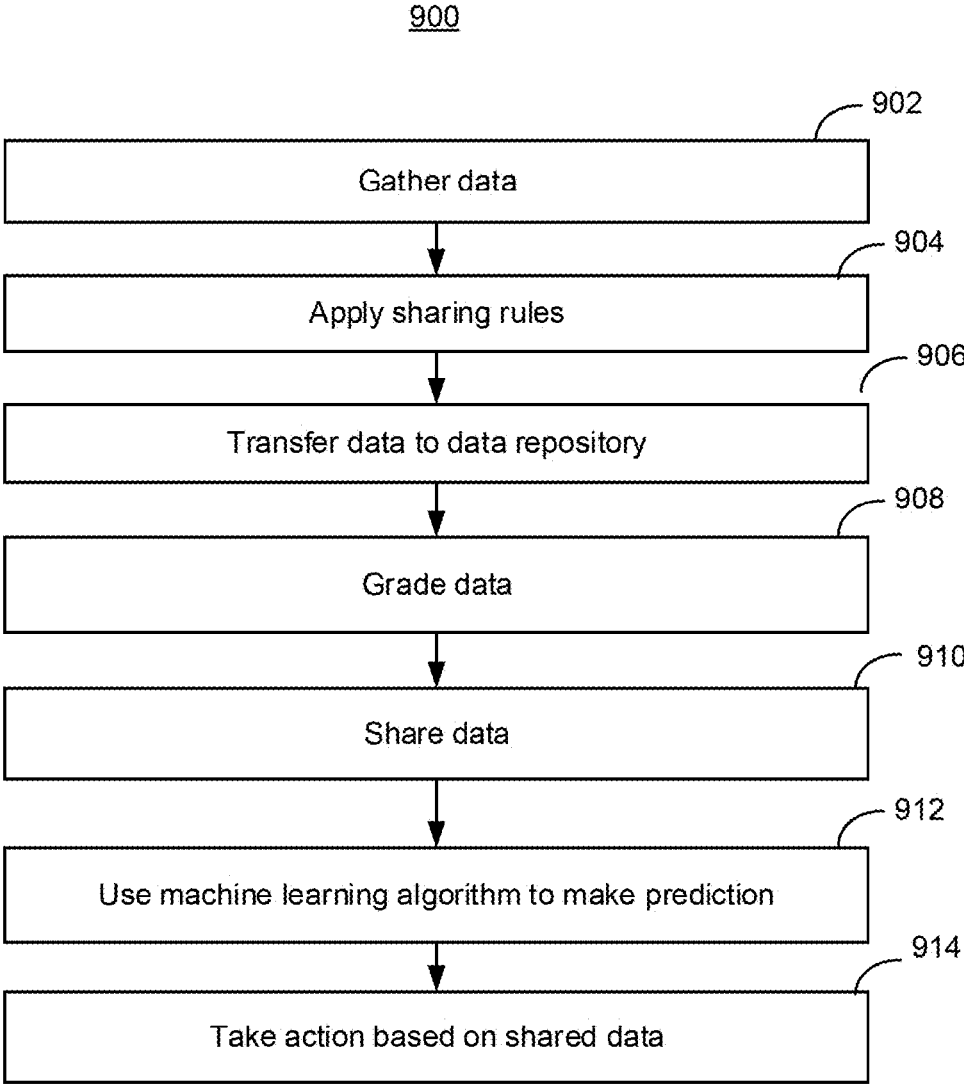 900
902
Gather data
904
Apply sharing rules
906
Transfer data to data repository
908
Grade data
910
Share data
912
Use machine learning algorithm to make prediction
914
Take action based on shared data